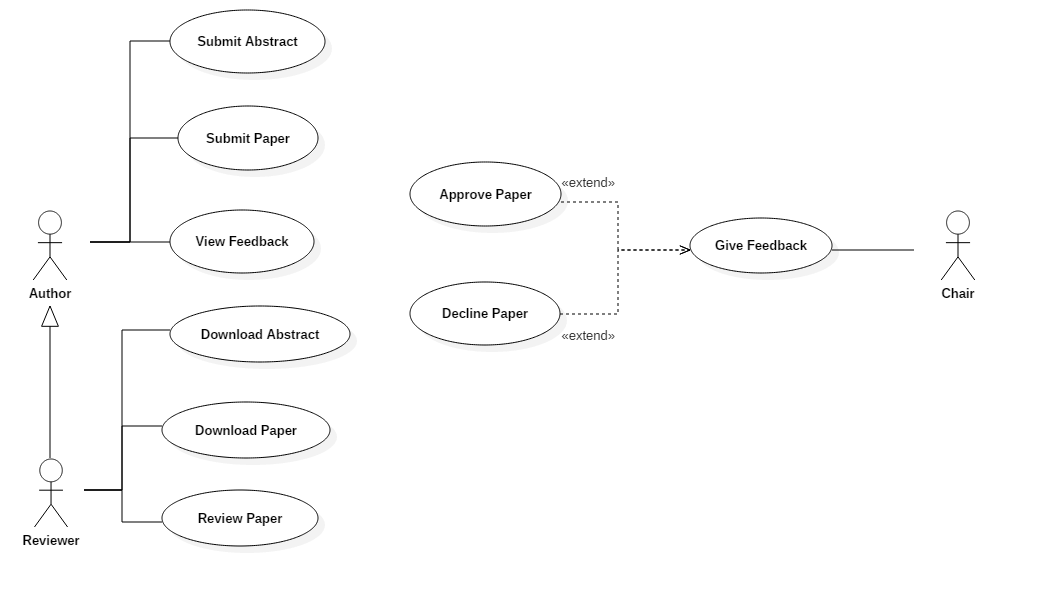 Submit Abstract
Submit Paper
«extend»
Approve Paper
View Feedback
Give Feedback
Author
Chair
Decline Paper
«extend»
Download Abstract
Download Paper
Review Paper
Reviewer